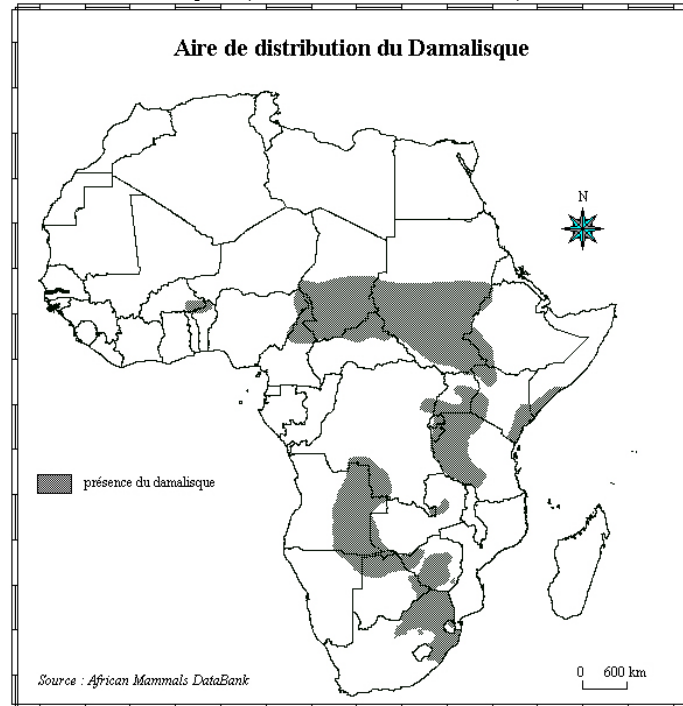 Aire de distribution du Damalisque
N
présence du damalisque
Source : African Mammals DataBank
0 600 km